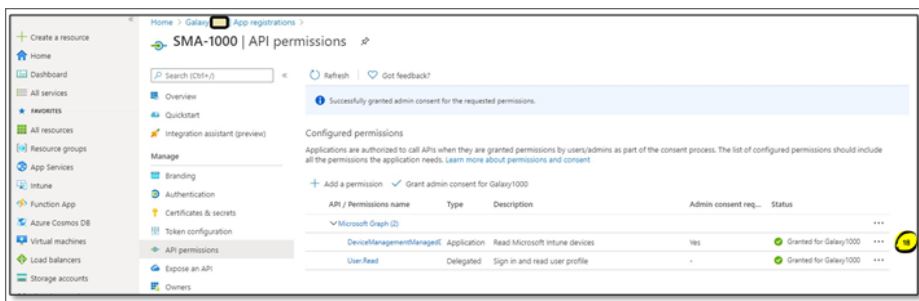 Home > Galaxy App registrations >
Create a resource
Home
Dashboard
All services
FAVORITES
All resources
Resource groups
App Services
Intune
Function App
Azure Cosmos DB
Virtual machines
Load balancers
Storage accounts
SMA-1000 | API permissions
Search (Ctrl+/)
Overview
Quickstart
Integration assistant (preview)
Manage
Branding
Authentication
Certificates & secrets
Token configuration
API permissions
Expose an API
Owners
Refresh Got feedback?
Successfully granted admin consent for the requested permissions.
Configured permissions
Applications are authorized to call APIs when they are granted permissions by users/admins as part of the consent process. The list of configured permissions should include
all the permissions the application needs. Learn more about permissions and consent
Add a permission Grant admin consent for Galaxy1000
API / Permissions name Type Description Admin consent req... Status
Microsoft Graph (2)
DeviceManagementManagedD Application Read Microsoft Intune devices Yes Granted for Galaxy1000
User.Read Delegated Sign in and read user profile - Granted for Galaxy1000